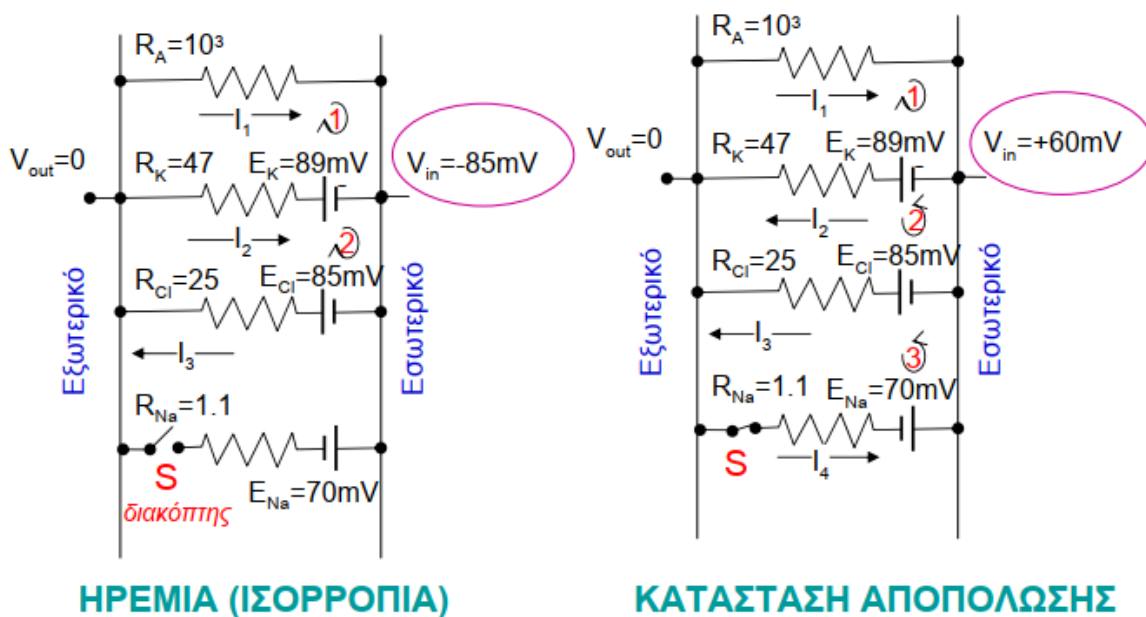 R_A=10³
I₁
1
V_out=0
R_K=47
E_K=89mV
V_in=-85mV
I₂
2
R_Cl=25
E_Cl=85mV
I₃
R_Na=1.1
S
διακόπτης
E_Na=70mV
Εξωτερικό
Εσωτερικό
ΗΡΕΜΙΑ (ΙΣΟΡΡΟΠΙΑ)
R_A=10³
I₁
1
V_out=0
R_K=47
E_K=89mV
V_in=+60mV
I₂
2
R_Cl=25
E_Cl=85mV
I₃
3
R_Na=1.1
E_Na=70mV
S
I₄
Εξωτερικό
Εσωτερικό
ΚΑΤΑΣΤΑΣΗ ΑΠΟΠΟΛΩΣΗΣ